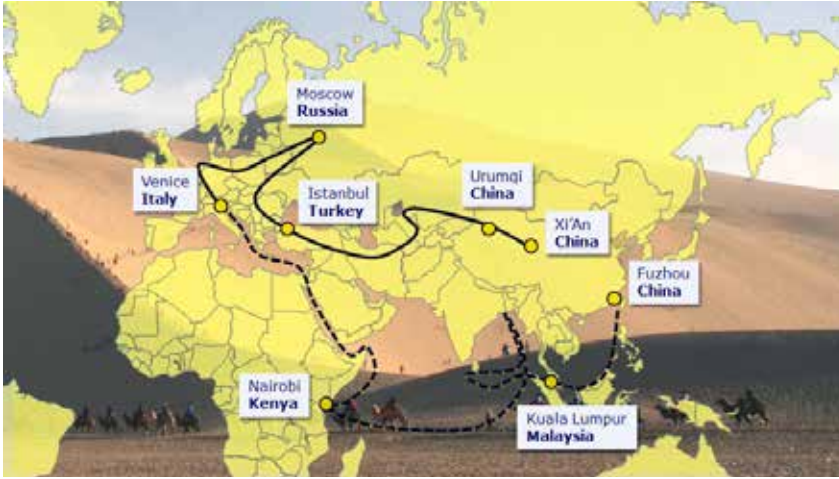 Moscow
Russia
Venice
Italy
Istanbul
Turkey
Urumqi
China
Xi'An
China
Fuzhou
China
Nairobi
Kenya
Kuala Lumpur
Malaysia